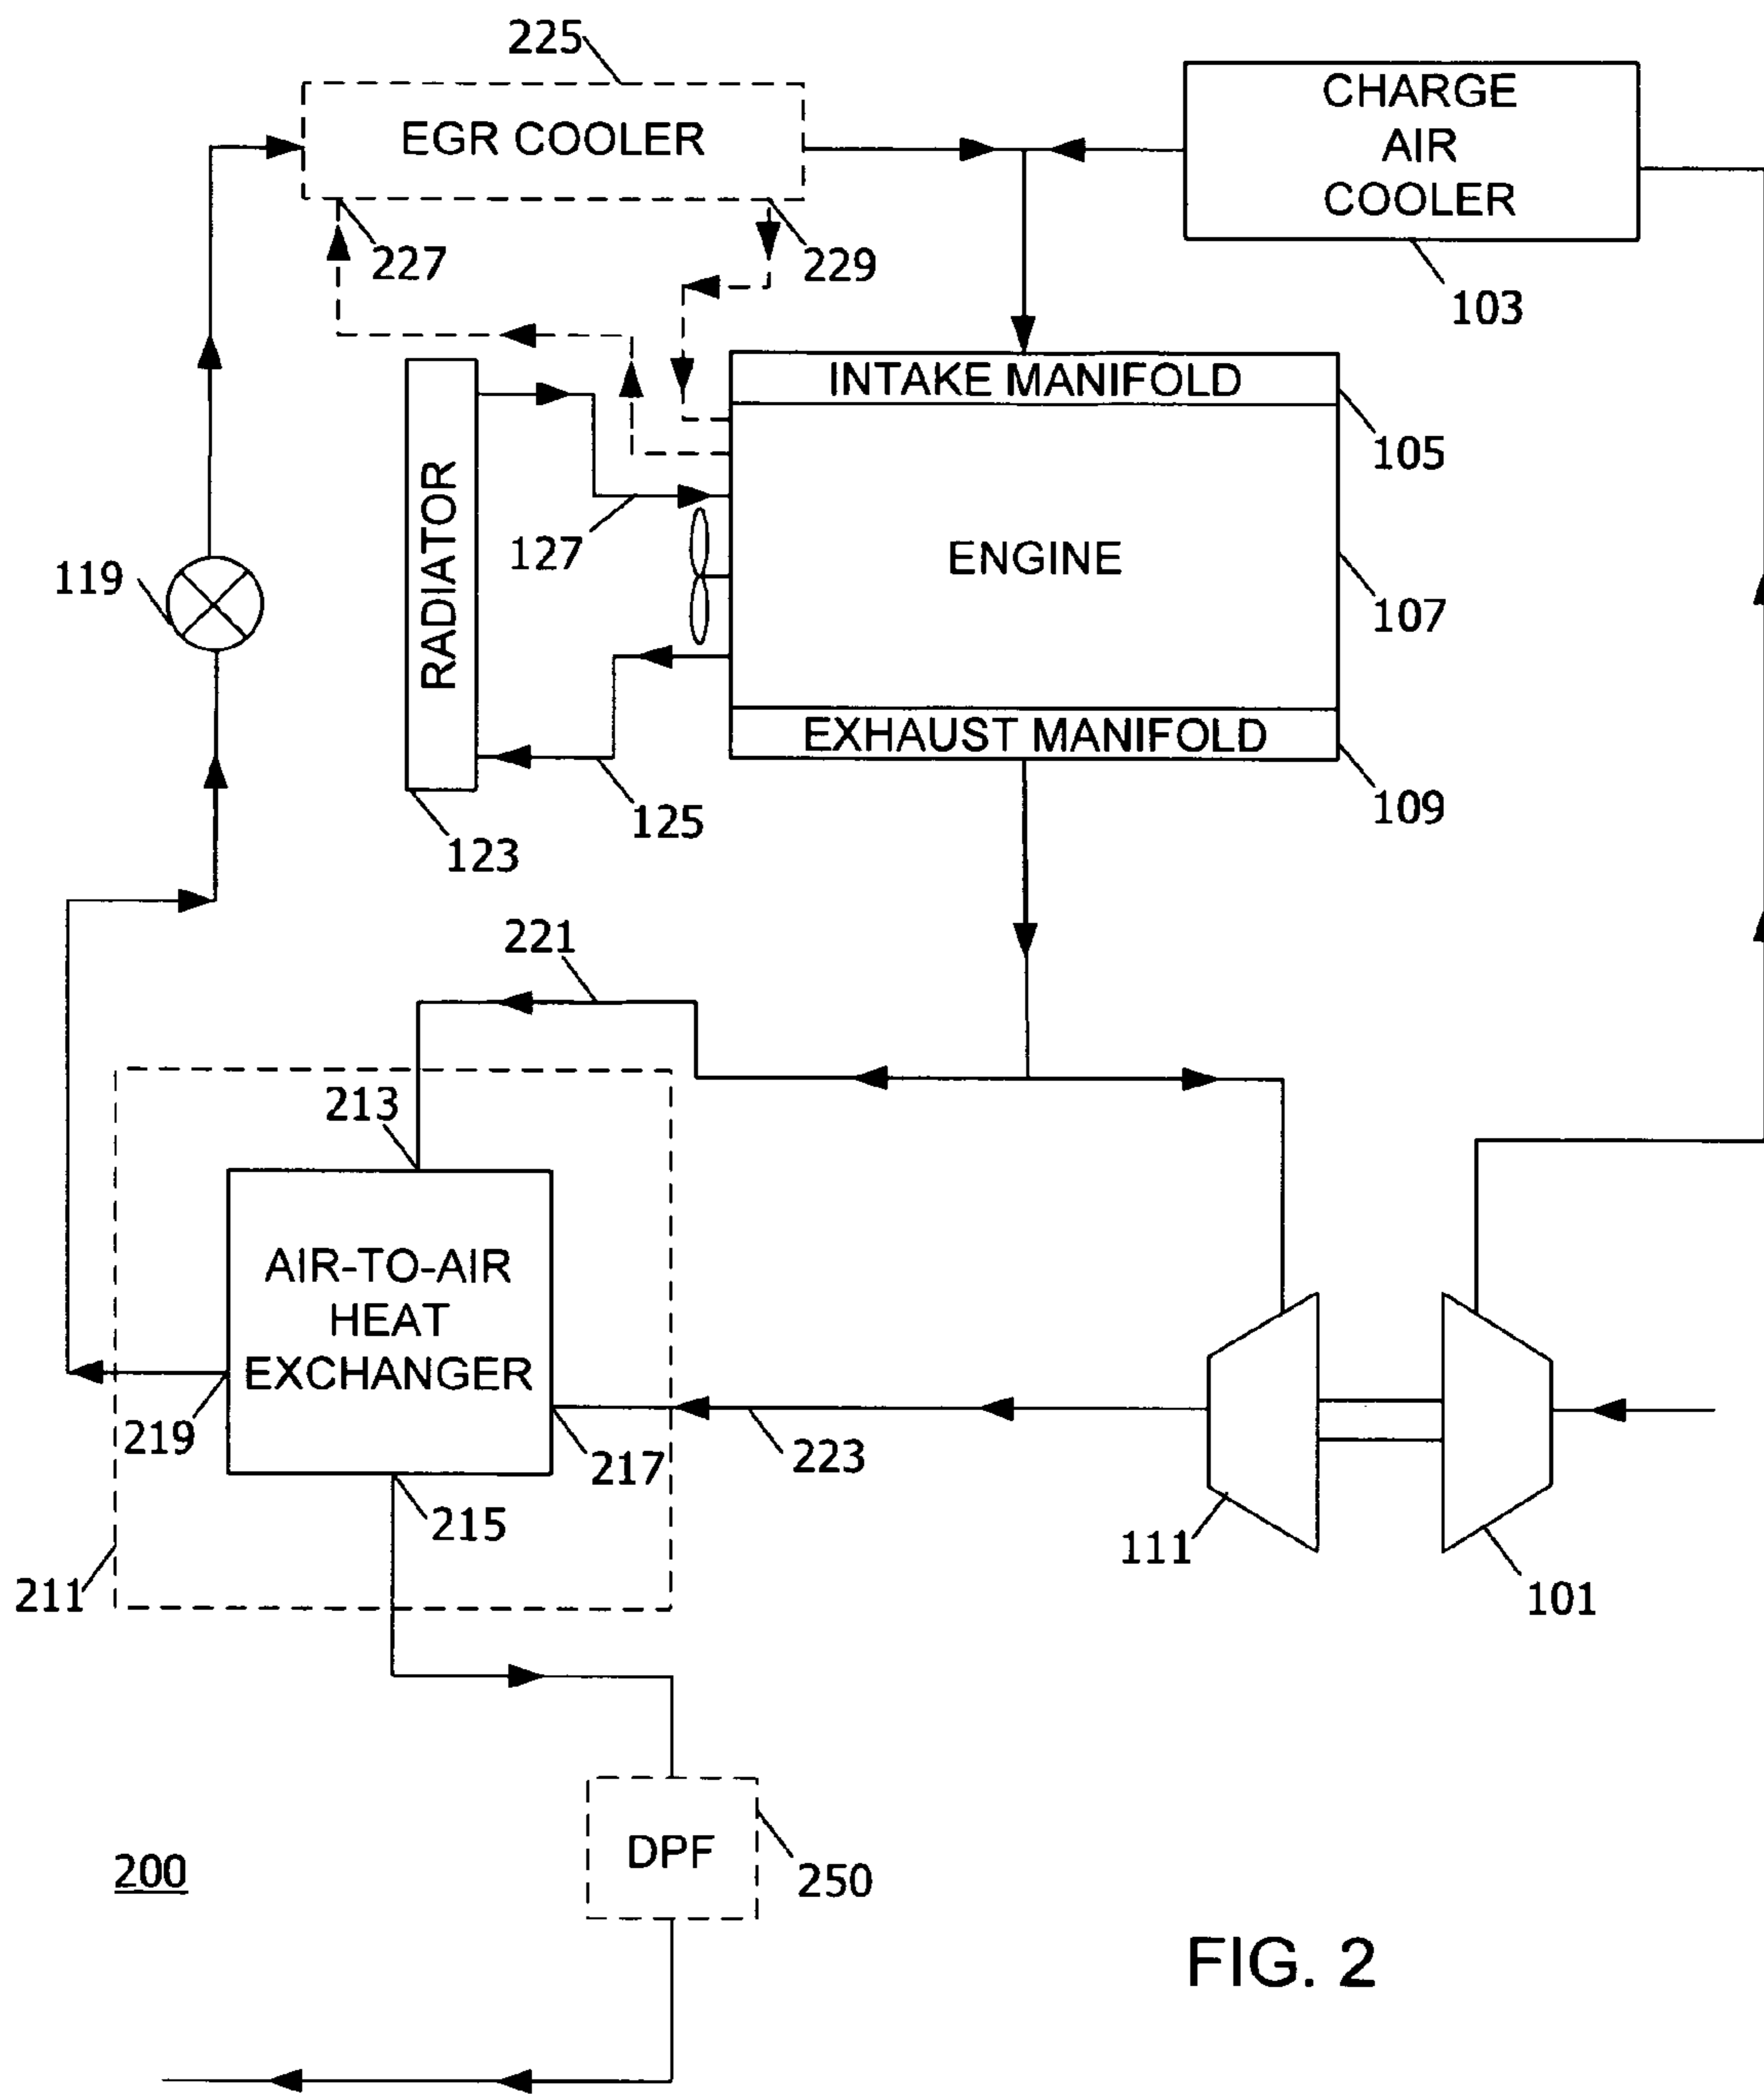 225
EGR COOLER
CHARGE
AIR
COOLER
227
229
103
INTAKE MANIFOLD
105
RADIATOR
127
ENGINE
119
107
EXHAUST MANIFOLD
125
109
123
221
213
AIR-TO-AIR
HEAT
EXCHANGER
219
217
223
215
111
211
101
DPF
200
250
FIG. 2